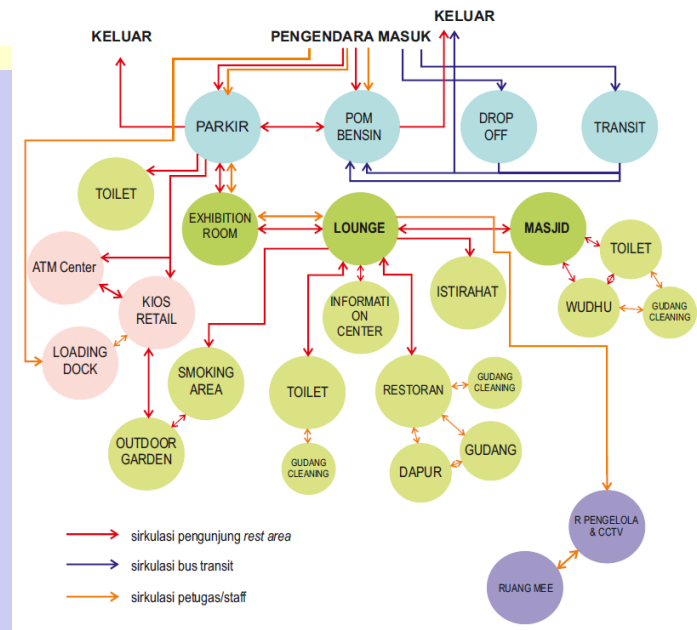 KELUAR
KELUAR
PENGENDARA MASUK
PARKIR
POM
BENSIN
DROP
OFF
TRANSIT
TOILET
EXHIBITION
ROOM
LOUNGE
MASJID
TOILET
ATM Center
KIOS
RETAIL
INFORMATI
ON
CENTER
ISTIRAHAT
WUDHU
GUDANG
CLEANING
LOADING
DOCK
SMOKING
AREA
TOILET
RESTORAN
GUDANG
CLEANING
OUTDOOR
GARDEN
GUDANG
CLEANING
DAPUR
GUDANG
R PENGELOLA
& CCTV
RUANG MEE
sirkulasi pengunjung rest area
sirkulasi bus transit
sirkulasi petugas/staff